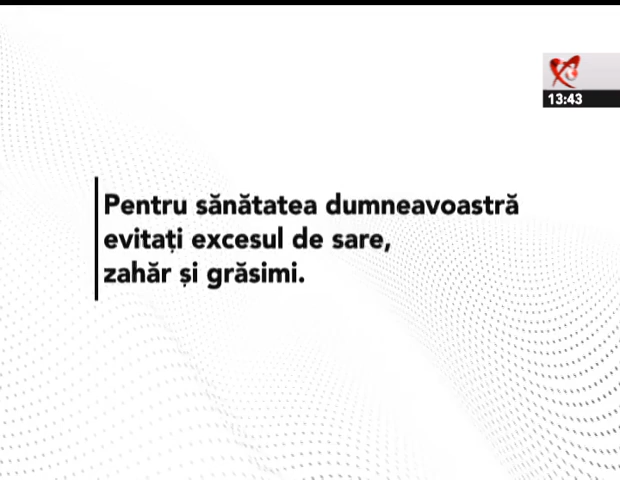 13:43
Pentru sănătatea dumneavoastră
evitați excesul de sare,
zahăr și grăsimi.